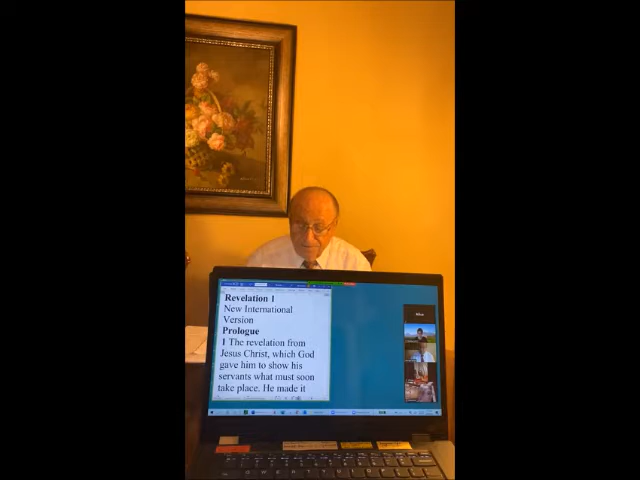 Revelation 1
New International
Version
Prologue
1 The revelation from
Jesus Christ, which God
gave him to show his
servants what must soon
take place. He made it